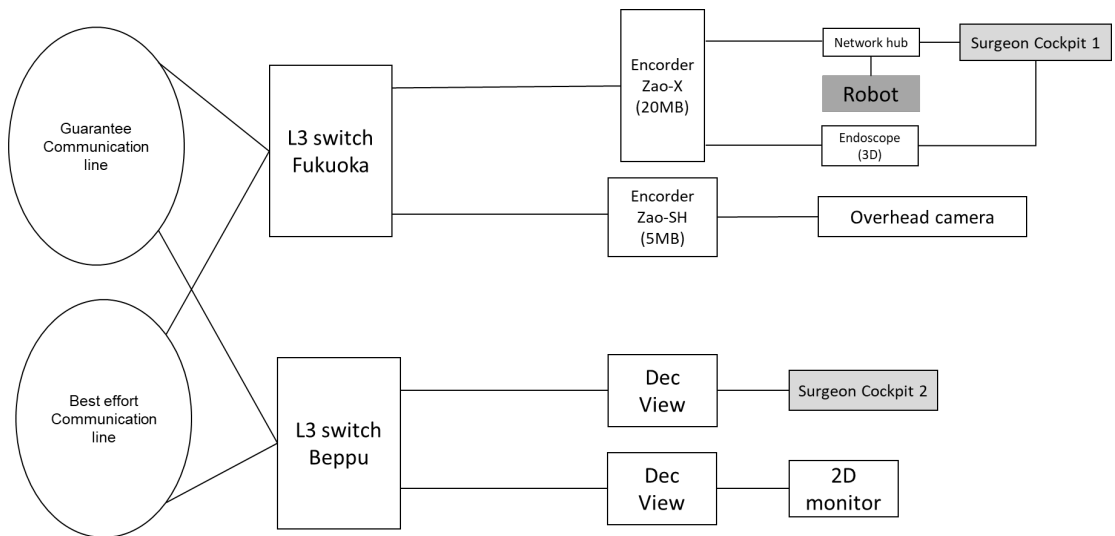 Guarantee
Communication
line
L3 switch
Fukuoka
Encorder
Zao-X
(20MB)
Network hub
Surgeon Cockpit 1
Robot
Endoscope
(3D)
Encorder
Zao-SH
(5MB)
Overhead camera
Best effort
Communication
line
L3 switch
Beppu
Dec
View
Surgeon Cockpit 2
Dec
View
2D
monitor